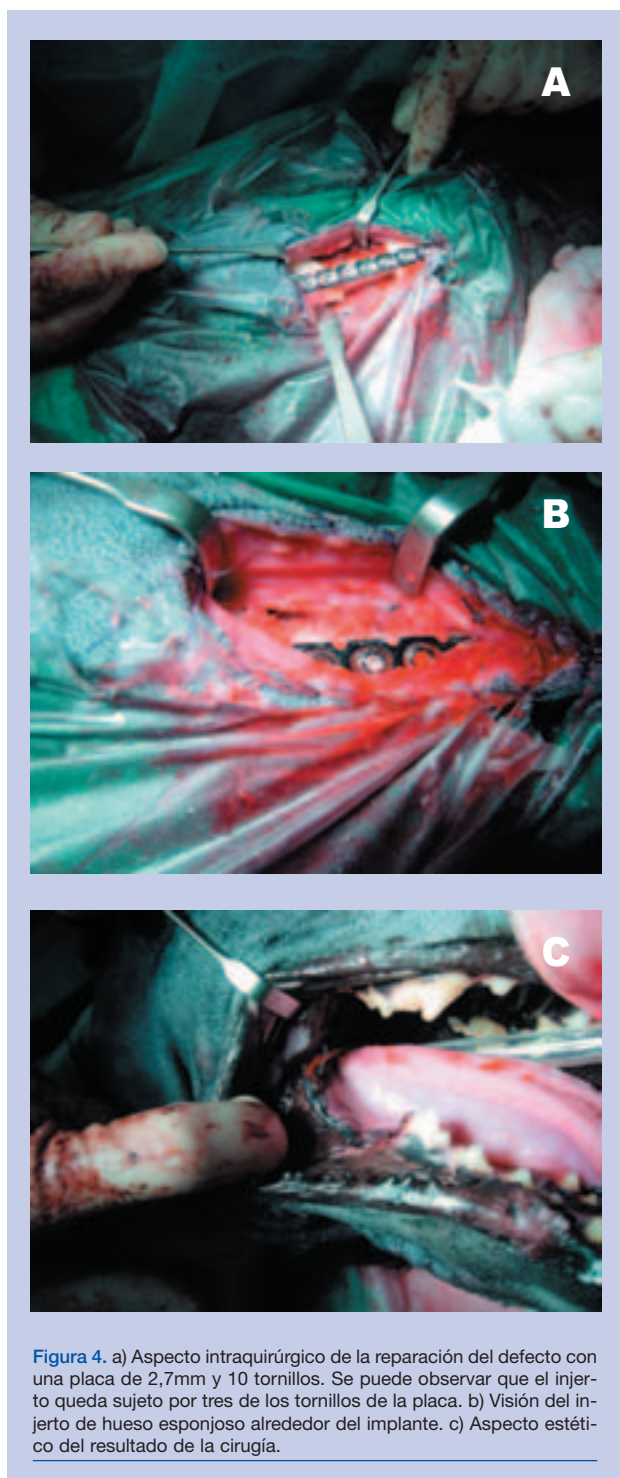 A
B
C
Figura 4. a) Aspecto intraquirúrgico de la reparación del defecto con
una placa de 2,7mm y 10 tornillos. Se puede observar que el injer-
to queda sujeto por tres de los tornillos de la placa. b) Visión del in-
jerto de hueso esponjoso alrededor del implante. c) Aspecto estéti-
co del resultado de la cirugía.